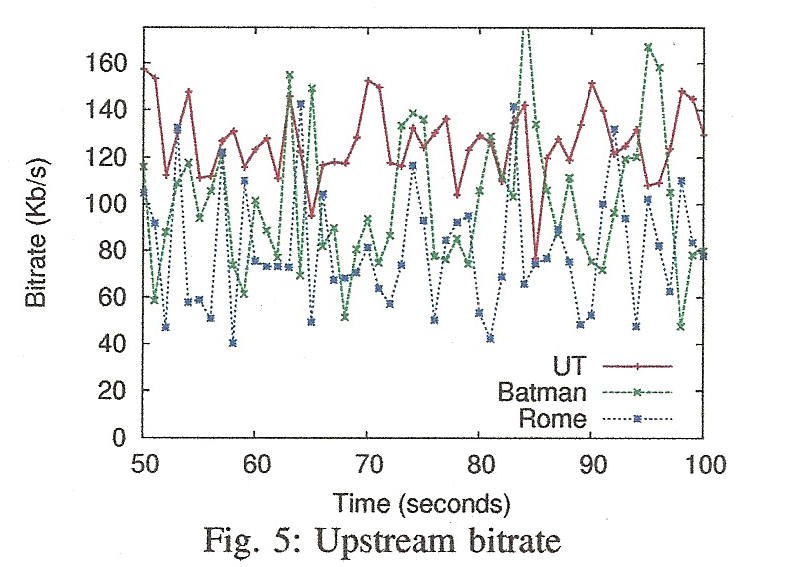 160
140
120
100
80
60
40
20
0
50 60 70 80 90 100
Bitrate (Kb/s)
UT
Batman
Rome
Time (seconds)
Fig. 5: Upstream bitrate